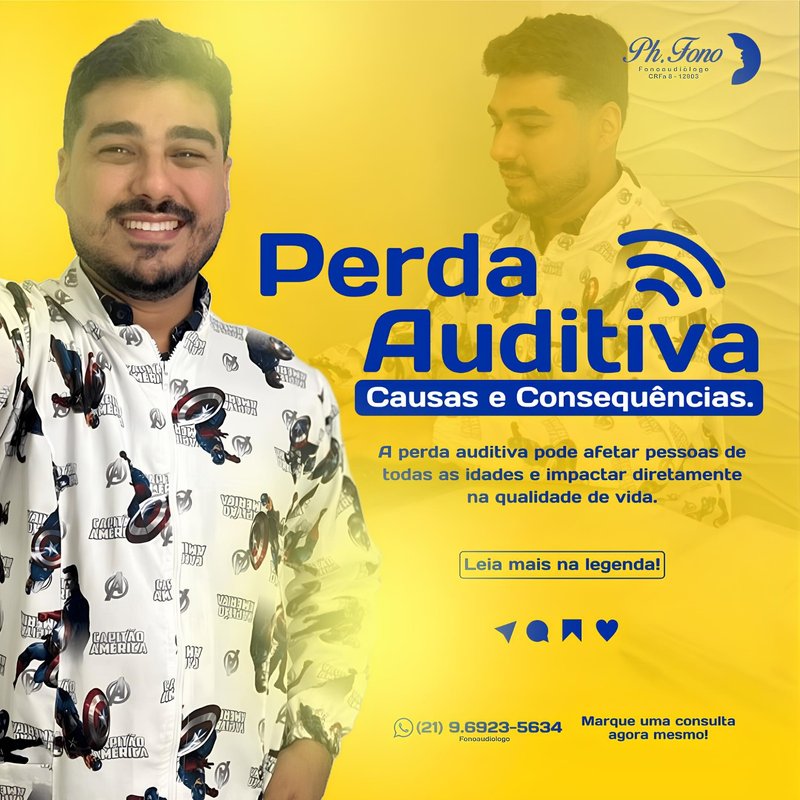 Ph. Fono
Fonoaudiólogo
CRFa 8 - 12803
Perda
Auditiva
Causas e Consequências.
A perda auditiva pode afetar pessoas de
todas as idades e impactar diretamente
na qualidade de vida.
Leia mais na legenda!
(21) 9.6923-5634
Fonoaudiologo
Marque uma consulta
agora mesmo!
CAPITÃO
AMÉRICA